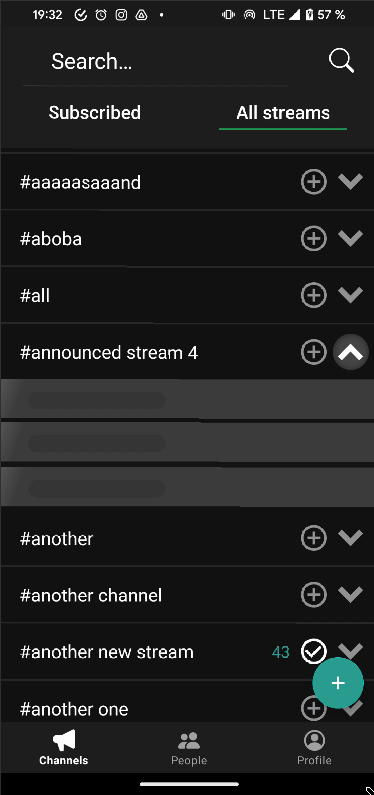 19:32 LTE 57 %
Search...
Subscribed All streams
#aaaaasaaand
#aboba
#all
#announced stream 4
#another
#another channel
#another new stream 43
#another one
Channels People Profile